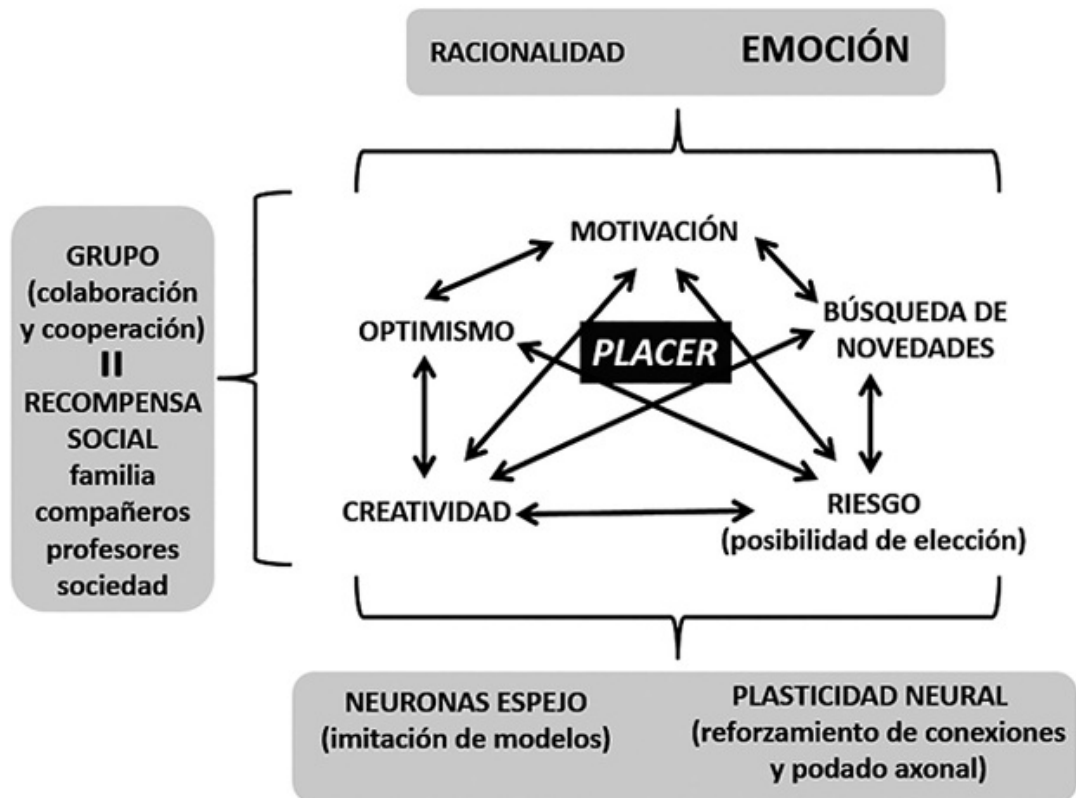 RACIONALIDAD EMOCIÓN
GRUPO
(colaboración
y cooperación)
II
RECOMPENSA
SOCIAL
familia
compañeros
profesores
sociedad
MOTIVACIÓN
OPTIMISMO
PLACER
BÚSQUEDA DE
NOVEDADES
CREATIVIDAD
RIESGO
(posibilidad de elección)
NEURONAS ESPEJO
(imitación de modelos)
PLASTICIDAD NEURAL
(reforzamiento de conexiones
y podado axonal)